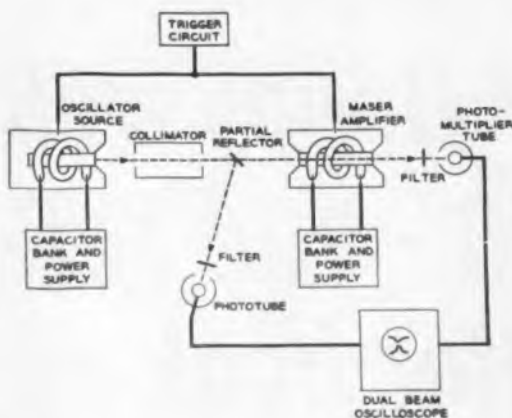 TRIGGER
CIRCUIT
OSCILLATOR
SOURCE
COLLIMATOR
PARTIAL
REFLECTOR
MASER
AMPLIFIER
PHOTO-
MULTIPLIER
TUBE
FILTER
CAPACITOR
BANK AND
POWER
SUPPLY
CAPACITOR
BANK AND
POWER
SUPPLY
FILTER
PHOTOTUBE
DUAL BEAM
OSCILLOSCOPE